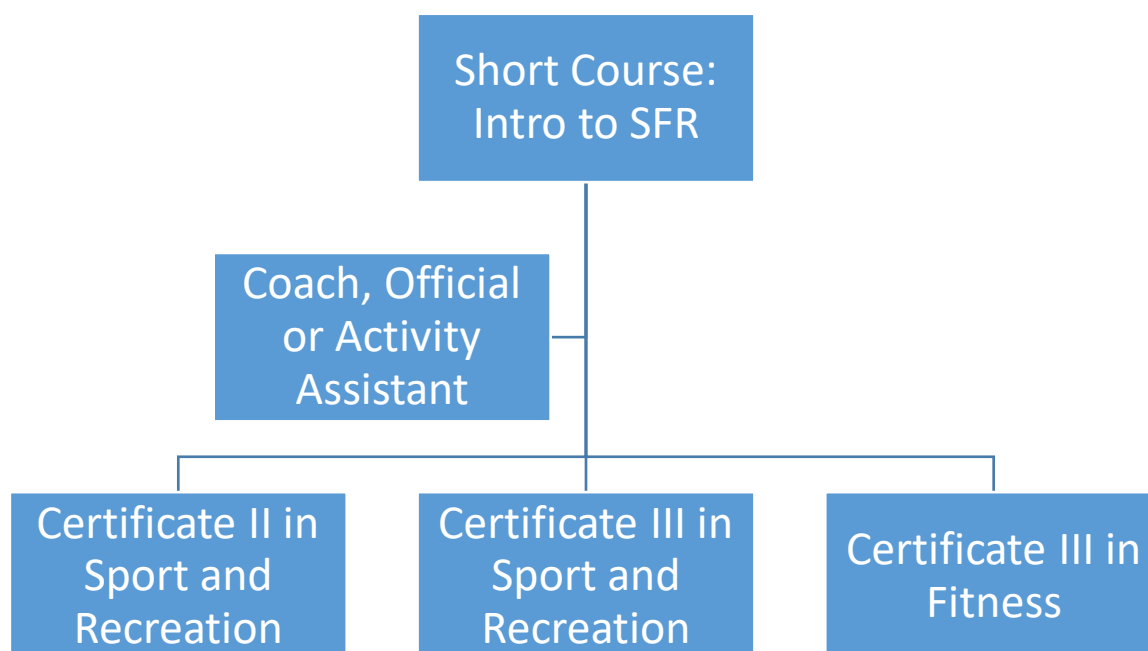 Short Course:
Intro to SFR
Coach, Official
or Activity
Assistant
Certificate II in
Sport and
Recreation
Certificate III in
Sport and
Recreation
Certificate III in
Fitness